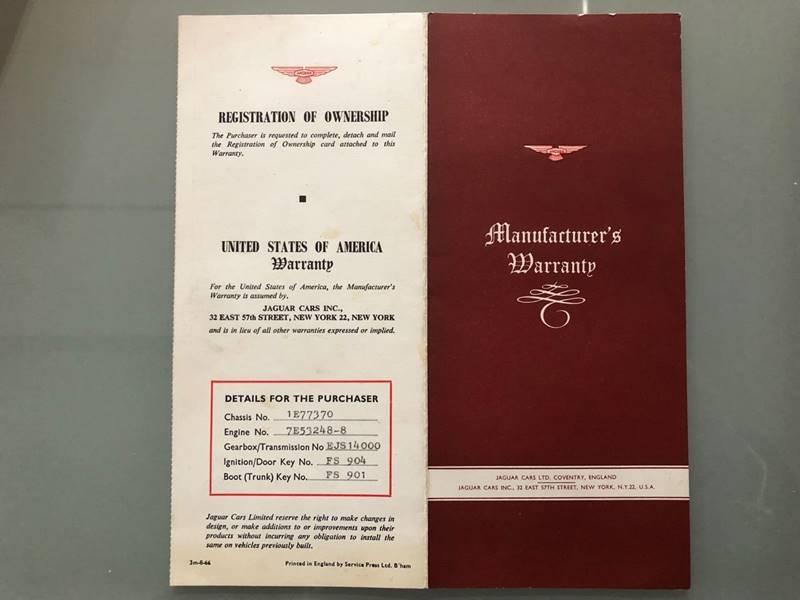 JAGUAR
REGISTRATION OF OWNERSHIP
The Purchaser is requested to complete, detach and mail
the Registration of Ownership card attached to this
Warranty.
UNITED STATES OF AMERICA
Warranty
For the United States of America, the Manufacturer's
Warranty is assumed by.
JAGUAR CARS INC.,
32 EAST 57th STREET, NEW YORK 22, NEW YORK
and is in lieu of all other warranties expressed or implied.
DETAILS FOR THE PURCHASER
Chassis No. 1E77370
Engine No. 7E53248-8
Gearbox/Transmission No EJS14000
Ignition/Door Key No. FS 904
Boot (Trunk) Key No. FS 901
Jaguar Cars Limited reserve the right to make changes in
design, or make additions to or improvements upon their
products without incurring any obligation to install the
same on vehicles previously built.
3m-8-66 Printed in England by Service Press Ltd. B'ham
Manufacturer's
Warranty
JAGUAR CARS LTD. COVENTRY, ENGLAND
JAGUAR CARS INC., 32 EAST 57TH STREET, NEW YORK, N.Y.22, U.S.A.